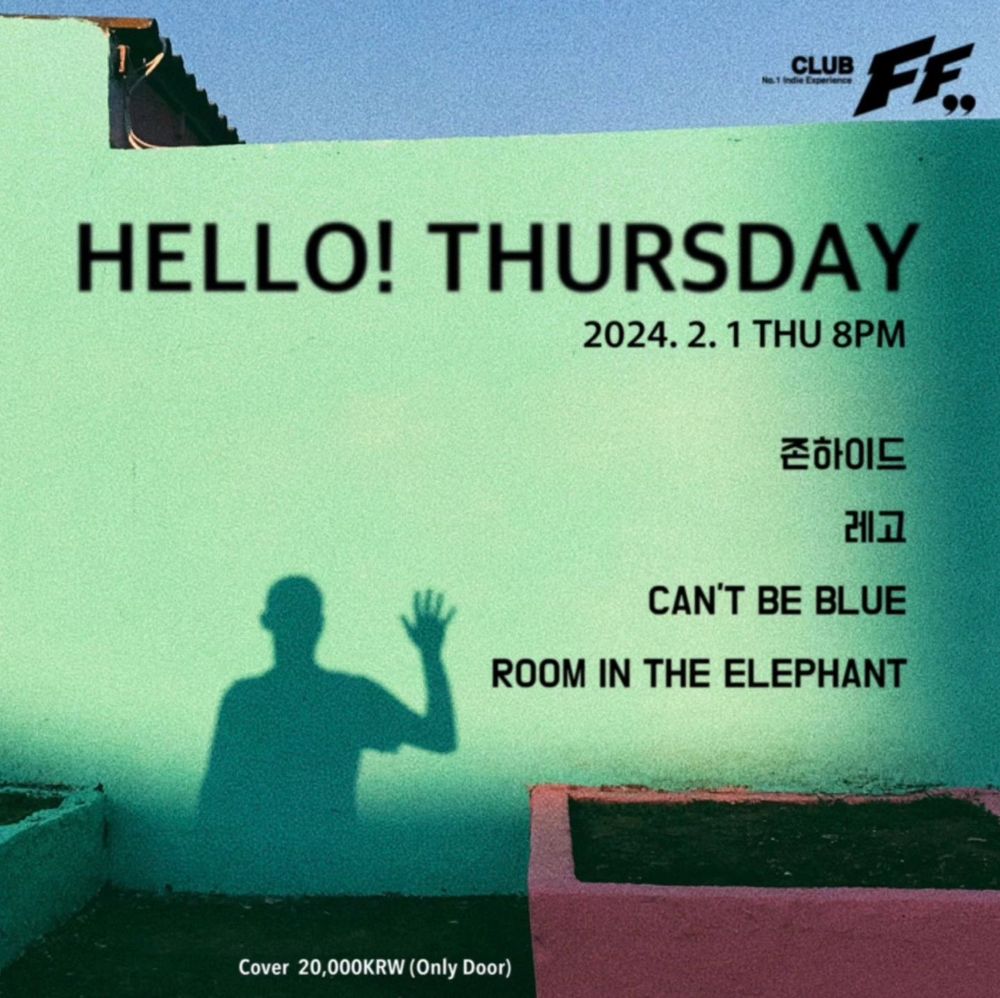 CLUB
No.1 Indie Experience
FF
HELLO! THURSDAY
2024. 2. 1 THU 8PM
존하이드
레고
CAN'T BE BLUE
ROOM IN THE ELEPHANT
Cover 20,000KRW (Only Door)